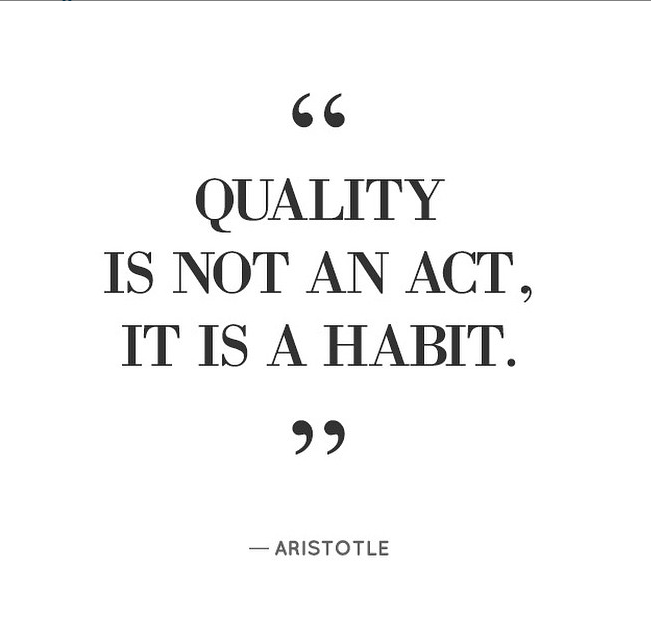 “
QUALITY
IS NOT AN ACT,
IT IS A HABIT.
”
— ARISTOTLE